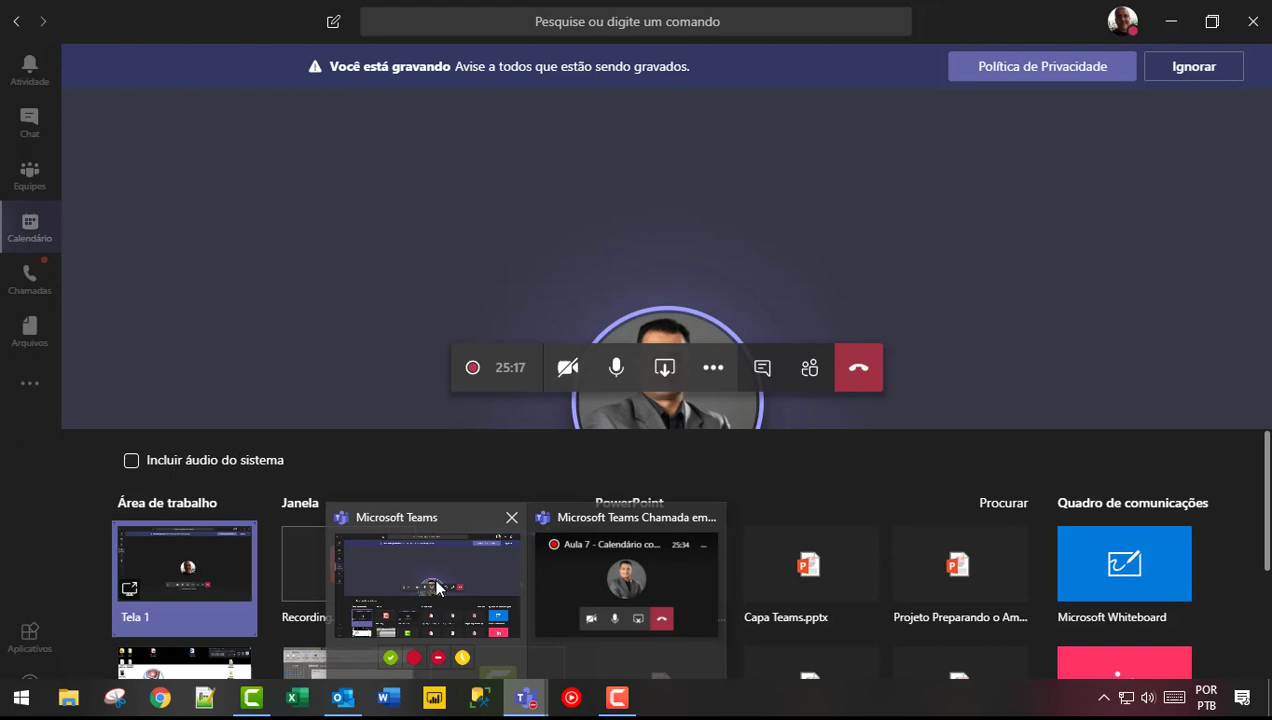 Pesquise ou digite um comando
Atividade
Chat
Equipes
Calendário
Chamadas
Arquivos
Aplicativos
Você está gravando Avise a todos que estão sendo gravados.
Política de Privacidade
Ignorar
25:17
Incluir áudio do sistema
Área de trabalho
Janela
PowerPoint
Procurar
Quadro de comunicações
Microsoft Teams
Microsoft Teams Chamada em...
Aula 7 - Calendário co...
25:34
Tela 1
Recording
Capa Teams.pptx
Projeto Preparando o Am...
Microsoft Whiteboard
POR
PTB